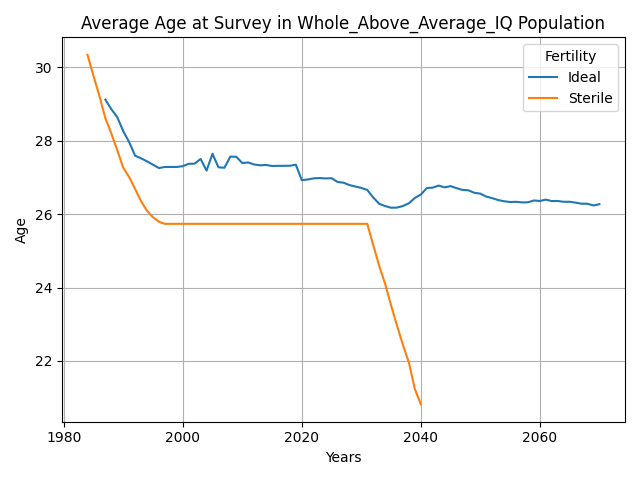 Average Age at Survey in Whole_Above_Average_IQ Population
Fertility
Ideal
Sterile
30
28
26
24
22
Age
1980
2000
2020
2040
2060
Years